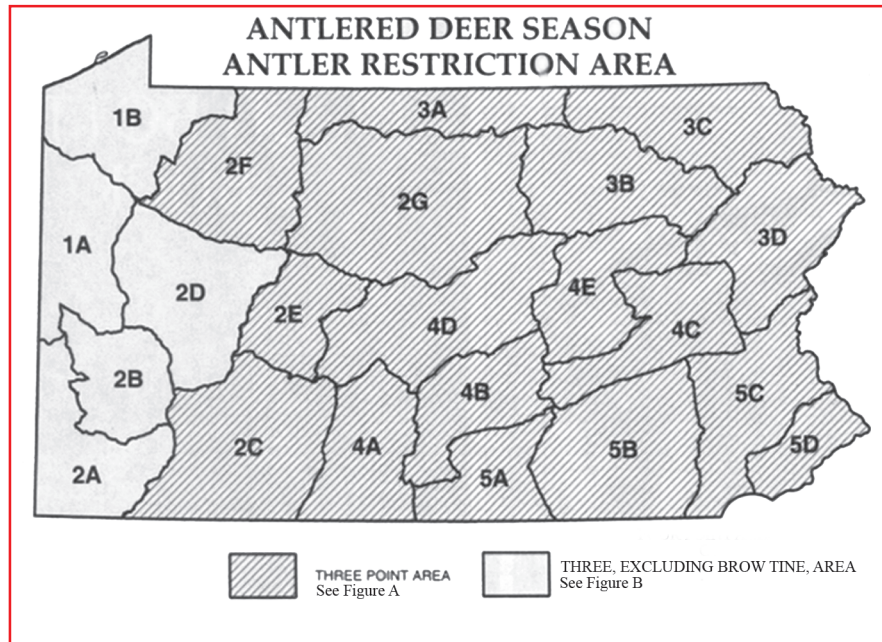 ANTLERED DEER SEASON
ANTLER RESTRICTION AREA
1B
3A
3C
2F
3B
2G
1A
3D
2D
4E
2E
4D
4C
2B
4B
5C
2C
4A
5B
5D
2A
5A
THREE POINT AREA
See Figure A
THREE, EXCLUDING BROW TINE, AREA
See Figure B